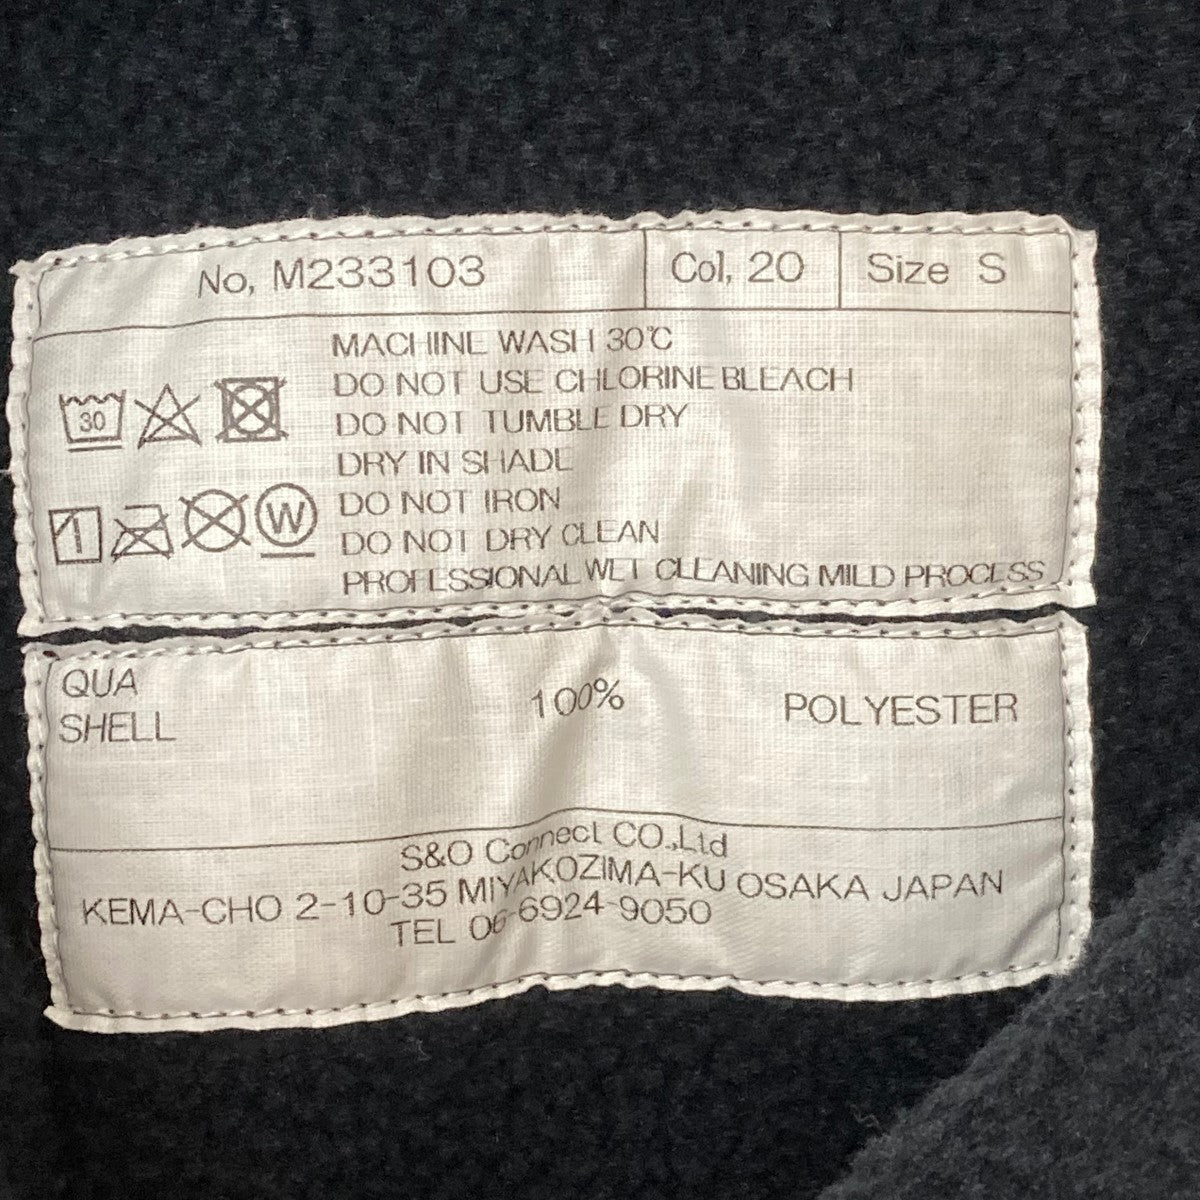 No, M233103 Col, 20 Size S
MACHINE WASH 30℃
DO NOT USE CHLORINE BLEACH
DO NOT TUMBLE DRY
DRY IN SHADE
DO NOT IRON
DO NOT DRY CLEAN
PROFESSIONAL WET CLEANING MILD PROCESS
30
W
QUA
SHELL 100% POLYESTER
S&O Connect CO.,Ltd
KEMA-CHO 2-10-35 MIYAKOZIMA-KU OSAKA JAPAN
TEL 06-6924-9050